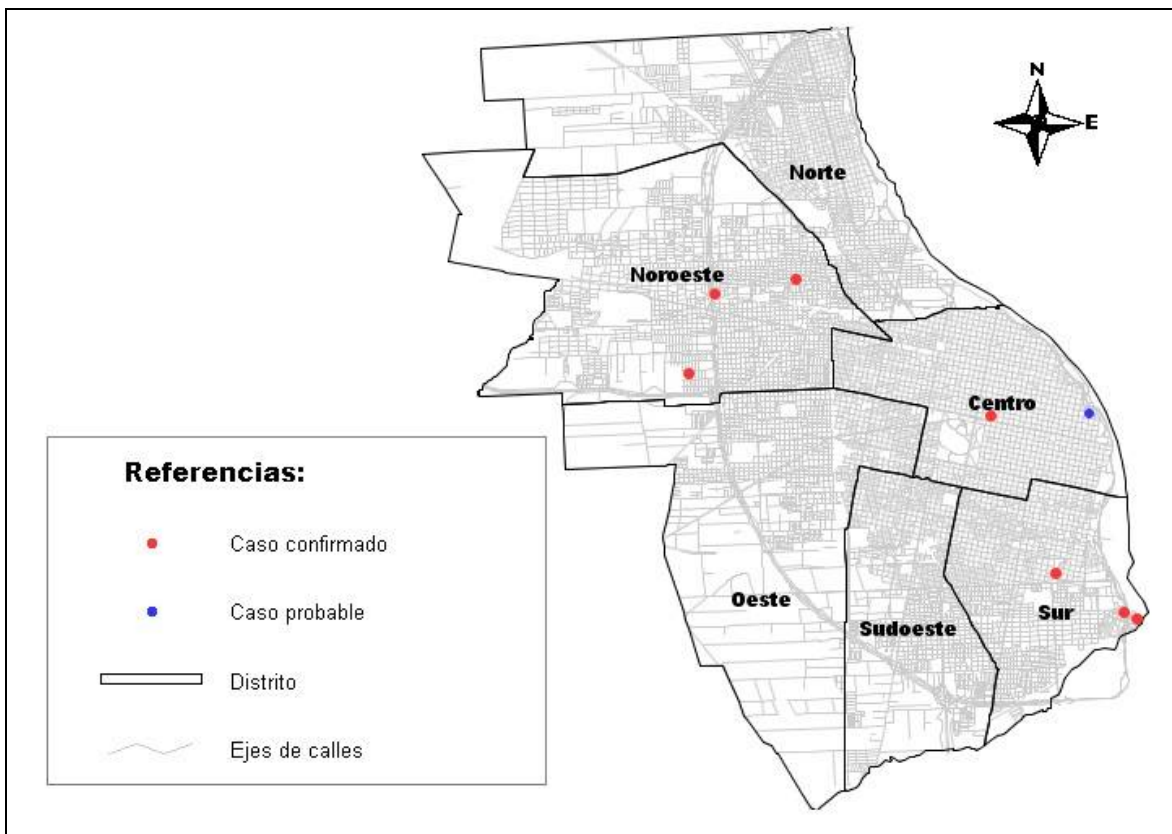 N
E
Norte
Noroeste
Centro
Referencias:
Caso confirmado
Caso probable
Oeste
Sur
Sudoeste
Distrito
Ejes de calles